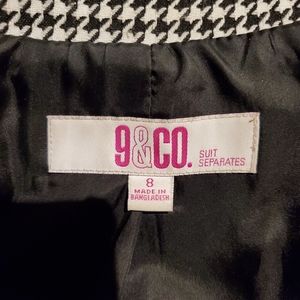 9&CO. SUIT
SEPARATES
8
MADE IN
BANGLADESH